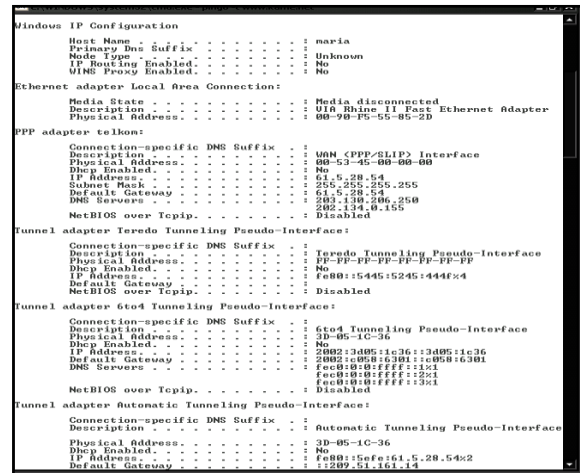 Windows IP Configuration
Host Name . . . . . . . . . . . . : maria
Primary Dns Suffix  . . . . . . . :
Node Type . . . . . . . . . . . . : Unknown
IP Routing Enabled. . . . . . . . : No
WINS Proxy Enabled. . . . . . . . : No
Ethernet adapter Local Area Connection:
Media State . . . . . . . . . . . : Media disconnected
Description . . . . . . . . . . . : VIA Rhine II Fast Ethernet Adapter
Physical Address. . . . . . . . . : 00-90-F5-55-85-2D
PPP adapter telkom:
Connection-specific DNS Suffix  . :
Description . . . . . . . . . . . : WAN (PPP/SLIP) Interface
Physical Address. . . . . . . . . : 00-53-45-00-00-00
Dhcp Enabled. . . . . . . . . . . : No
IP Address. . . . . . . . . . . . : 61.5.28.54
Subnet Mask . . . . . . . . . . . : 255.255.255.255
Default Gateway . . . . . . . . . : 61.5.28.54
DNS Servers . . . . . . . . . . . : 203.130.206.250
202.134.0.155
NetBIOS over Tcpip. . . . . . . . : Disabled
Tunnel adapter Teredo Tunneling Pseudo-Interface:
Connection-specific DNS Suffix  . :
Description . . . . . . . . . . . : Teredo Tunneling Pseudo-Interface
Physical Address. . . . . . . . . : FF-FF-FF-FF-FF-FF-FF-FF
Dhcp Enabled. . . . . . . . . . . : No
IP Address. . . . . . . . . . . . : fe80::5445:5245:444f%4
Default Gateway . . . . . . . . . :
NetBIOS over Tcpip. . . . . . . . : Disabled
Tunnel adapter 6to4 Tunneling Pseudo-Interface:
Connection-specific DNS Suffix  . :
Description . . . . . . . . . . . : 6to4 Tunneling Pseudo-Interface
Physical Address. . . . . . . . . : 3D-05-1C-36
Dhcp Enabled. . . . . . . . . . . : No
IP Address. . . . . . . . . . . . : 2002:3d05:1c36::3d05:1c36
Default Gateway . . . . . . . . . : 2002:c058:6301::c058:6301
DNS Servers . . . . . . . . . . . : fec0:0:0:ffff::1%1
fec0:0:0:ffff::2%1
fec0:0:0:ffff::3%1
NetBIOS over Tcpip. . . . . . . . : Disabled
Tunnel adapter Automatic Tunneling Pseudo-Interface:
Connection-specific DNS Suffix  . :
Description . . . . . . . . . . . : Automatic Tunneling Pseudo-Interface
Physical Address. . . . . . . . . : 3D-05-1C-36
Dhcp Enabled. . . . . . . . . . . : No
IP Address. . . . . . . . . . . . : fe80::5efe:61.5.28.54%2
Default Gateway . . . . . . . . . : ::209.51.161.14